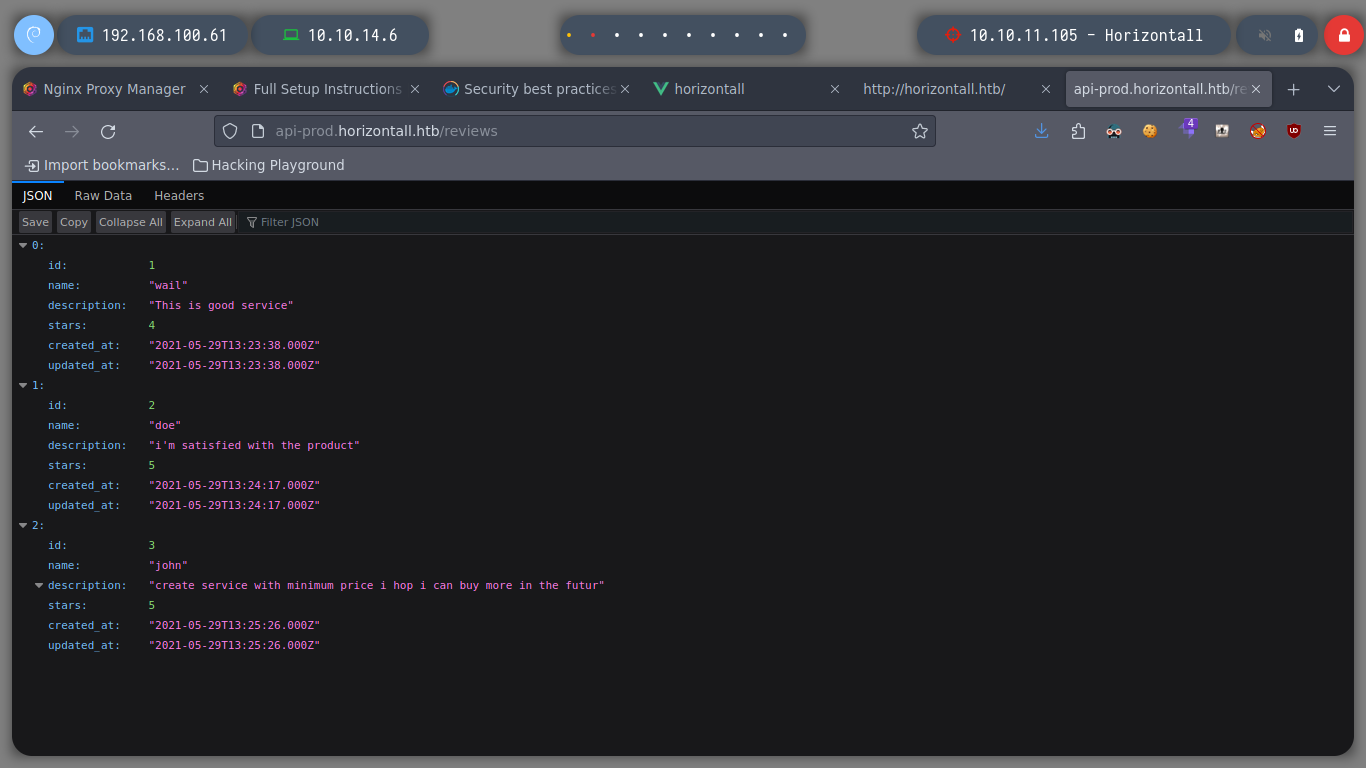 192.168.100.61 10.10.14.6 10.10.11.105 - Horizontall
Nginx Proxy Manager Full Setup Instructions Security best practices horizontall http://horizontall.htb/ api-prod.horizontall.htb/re
api-prod.horizontall.htb/reviews 4 UD
Import bookmarks... Hacking Playground
JSON Raw Data Headers
Save Copy Collapse All Expand All Filter JSON
0:
id: 1
name: "wail"
description: "This is good service"
stars: 4
created_at: "2021-05-29T13:23:38.000Z"
updated_at: "2021-05-29T13:23:38.000Z"
1:
id: 2
name: "doe"
description: "i'm satisfied with the product"
stars: 5
created_at: "2021-05-29T13:24:17.000Z"
updated_at: "2021-05-29T13:24:17.000Z"
2:
id: 3
name: "john"
description: "create service with minimum price i hop i can buy more in the futur"
stars: 5
created_at: "2021-05-29T13:25:26.000Z"
updated_at: "2021-05-29T13:25:26.000Z"